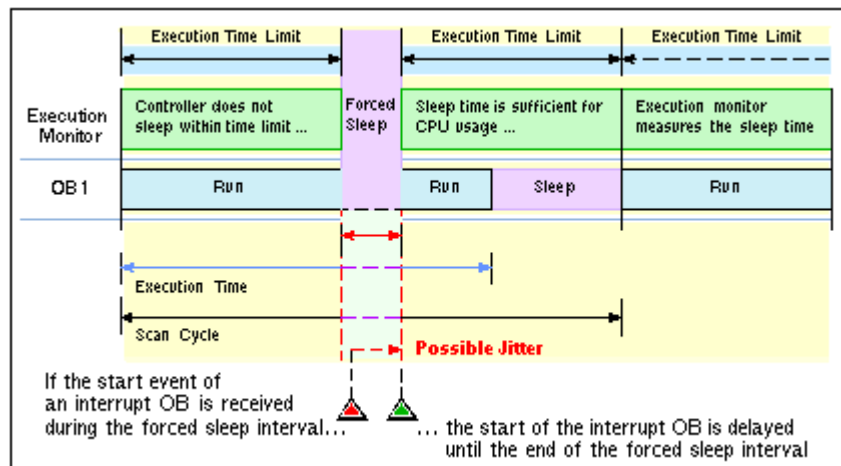 Execution Time Limit
Execution Time Limit
Execution Time Limit
Execution
Monitor
Controller does not
sleep within time limit ...
Forced
Sleep
Sleep time is sufficient for
CPU usage ...
Execution monitor
measures the sleep time
OB1
Run
Run
Sleep
Run
Execution Time
Scan Cycle
Possible Jitter
If the start event of
an interrupt OB is received
during the forced sleep interval...
... the start of the interrupt OB is delayed
until the end of the forced sleep interval